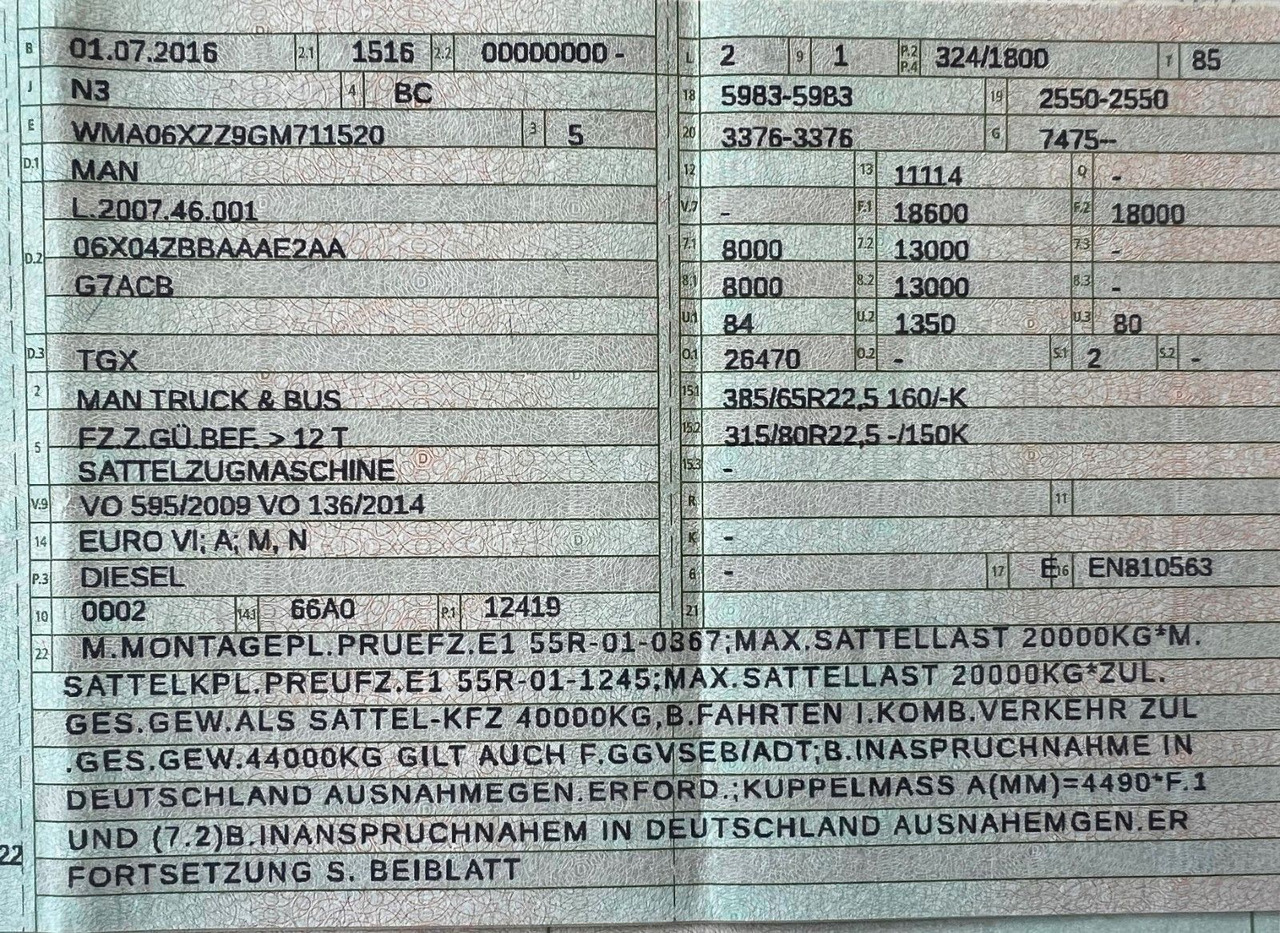 B 01.07.2016 2.1 1516 2.2 00000000 -
J N3 4 BC
E WMA06XZZ9GM711520 3 5
D.1 MAN
L.2007.46.001
D.2 06X04ZBBAAAE2AA
G7ACB
D.3 TGX
2 MAN TRUCK & BUS
5 FZ.Z.GÜ.BEF. > 12 T
SATTELZUGMASCHINE
V.9 VO 595/2009 VO 136/2014
14 EURO VI; A; M, N
P.3 DIESEL
10 0002 14.1 66A0 P.1 12419
L 2 9 1 P.2 P.4 324/1800 T 85
18 5983-5983 19 2550-2550
20 3376-3376 G 7475--
12 13 11114 Q -
V.7 - F.1 18600 F.2 18000
7.1 8000 7.2 13000 7.3 -
8.1 8000 8.2 13000 8.3 -
U.1 84 U.2 1350 U.3 80
O.1 26470 O.2 - S.1 2 S.2 -
15.1 385/65R22,5 160/-K
15.2 315/80R22,5 -/150K
15.3 -
R 11
K -
6 - 17 E 16 EN810563
21
22 M.MONTAGEPL.PRUEFZ.E1 55R-01-0367;MAX.SATTELLAST 20000KG*M.
SATTELKPL.PREUFZ.E1 55R-01-1245;MAX.SATTELLAST 20000KG*ZUL.
GES.GEW.ALS SATTEL-KFZ 40000KG,B.FAHRTEN I.KOMB.VERKEHR ZUL
.GES.GEW.44000KG GILT AUCH F.GGVSEB/ADT;B.INASPRUCHNAHME IN
DEUTSCHLAND AUSNAHMEGEN.ERFORD.;KUPPELMASS A(MM)=4490*F.1
UND (7.2)B.INANSPRUCHNAHEM IN DEUTSCHLAND AUSNAHEMGEN.ER
22 FORTSETZUNG S. BEIBLATT